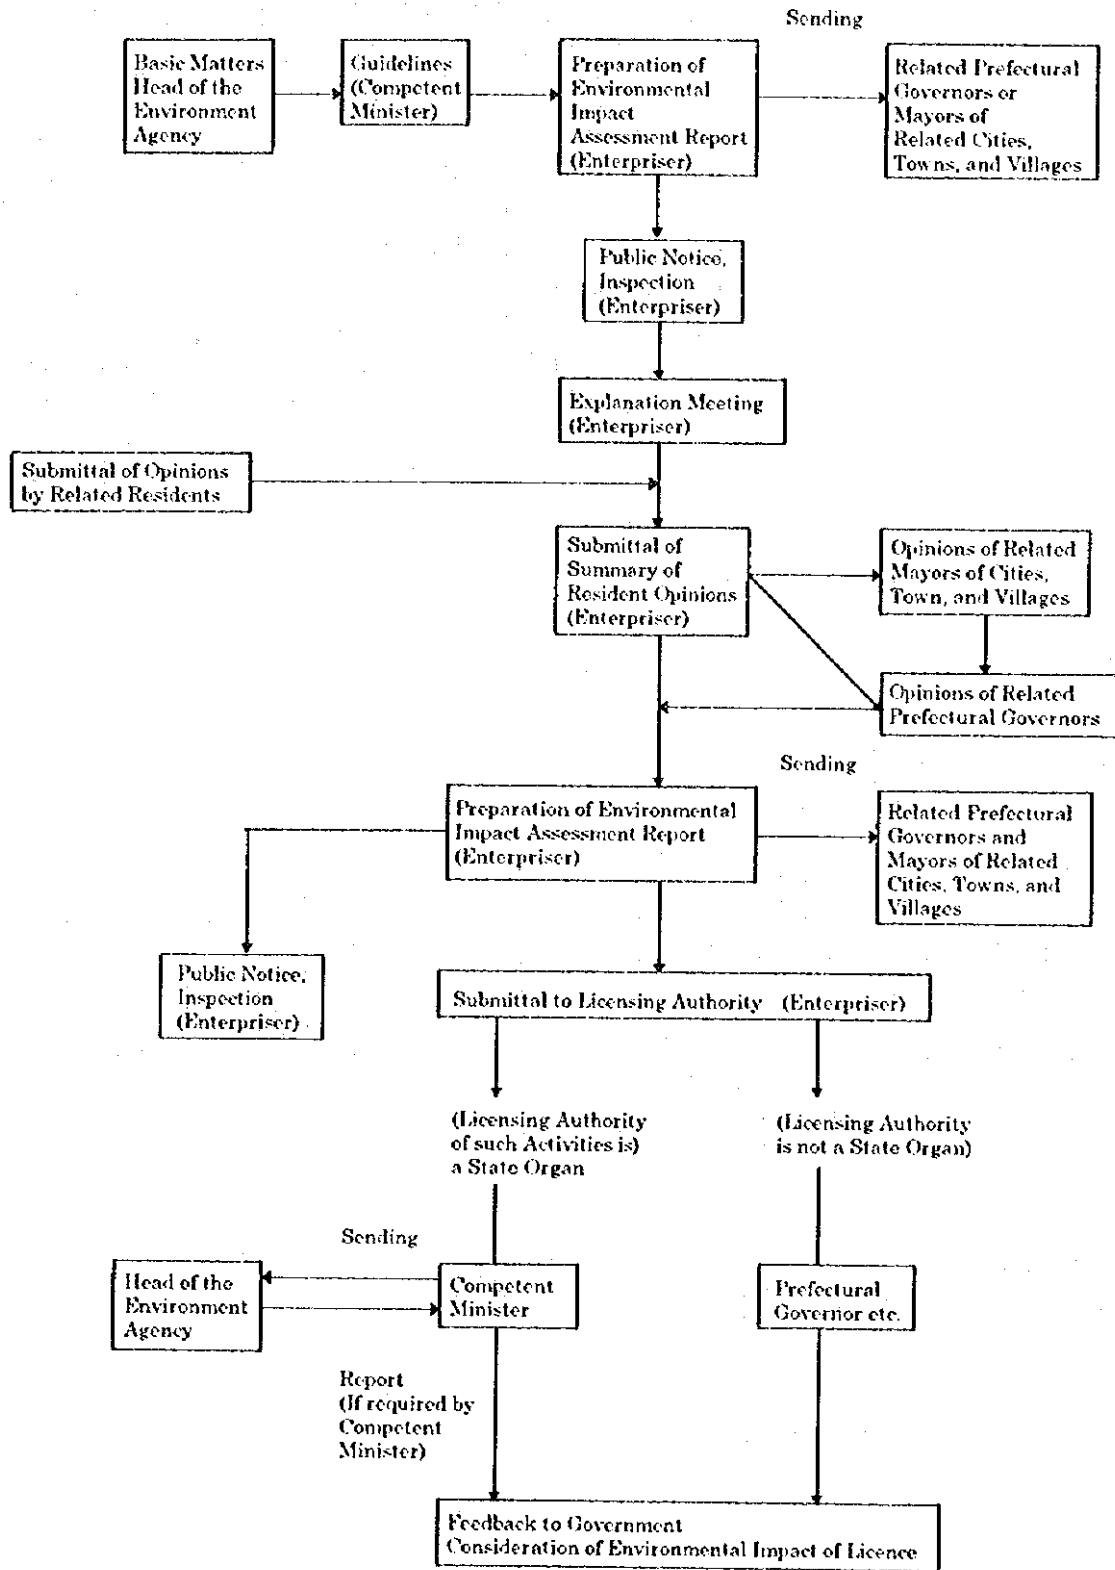 Sending
Basic Matters
Head of the
Environment
Agency
Guidelines
(Competent
Minister)
Preparation of
Environmental
Impact
Assessment Report
(Enterpriser)
Related Prefectural
Governors or
Mayors of
Related Cities,
Towns, and Villages
Public Notice,
Inspection
(Enterpriser)
Explanation Meeting
(Enterpriser)
Submittal of Opinions
by Related Residents
Submittal of
Summary of
Resident Opinions
(Enterpriser)
Opinions of Related
Mayors of Cities,
Town, and Villages
Opinions of Related
Prefectural Governors
Sending
Preparation of Environmental
Impact Assessment Report
(Enterpriser)
Related Prefectural
Governors and
Mayors of Related
Cities, Towns, and
Villages
Public Notice,
Inspection
(Enterpriser)
Submittal to Licensing Authority (Enterpriser)
(Licensing Authority
of such Activities is)
a State Organ
(Licensing Authority
is not a State Organ)
Sending
Head of the
Environment
Agency
Competent
Minister
Prefectural
Governor etc.
Report
(If required by
Competent
Minister)
Feedback to Government
Consideration of Environmental Impact of Licence